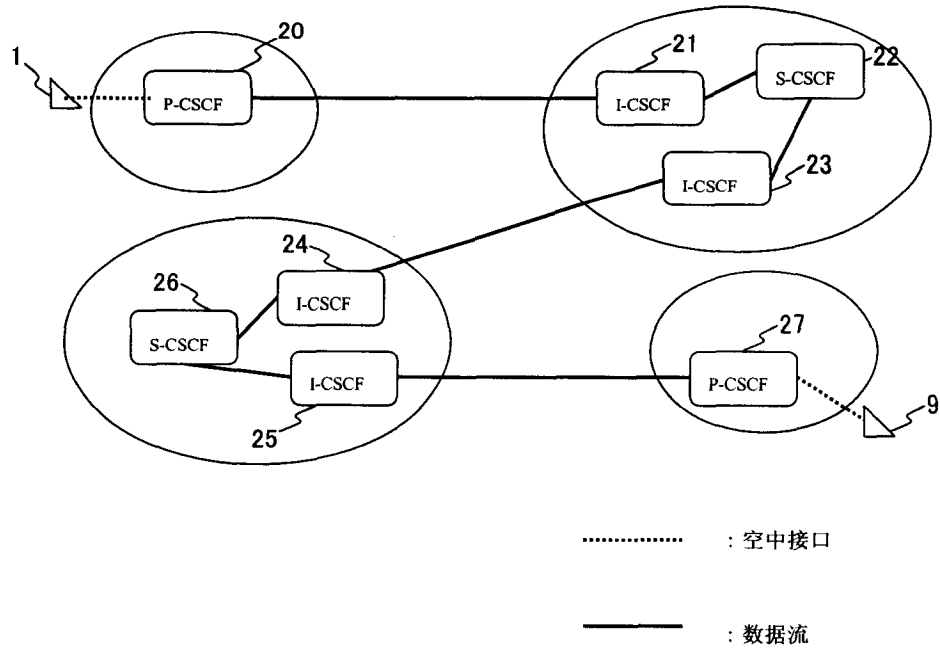 1
20
P-CSCF
21
I-CSCF
22
S-CSCF
I-CSCF
23
24
I-CSCF
26
S-CSCF
I-CSCF
25
27
P-CSCF
9
：空中接口
：数据流